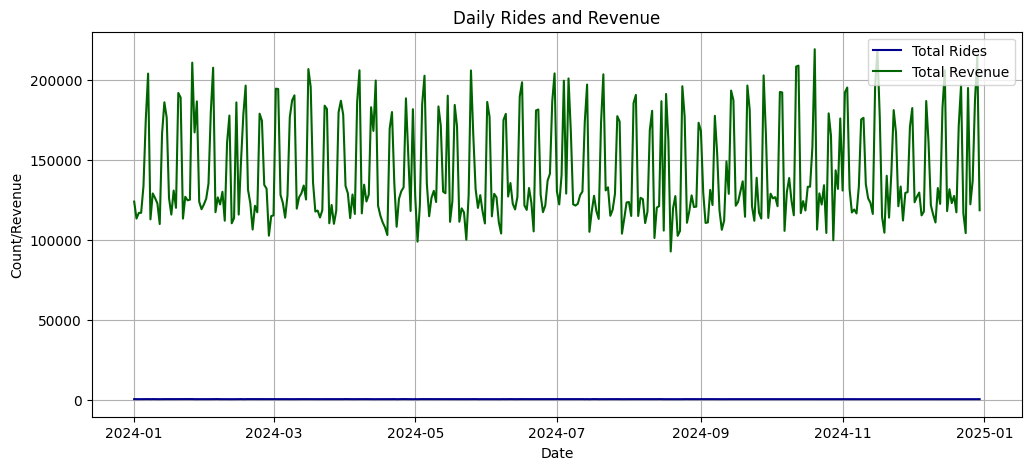 Daily Rides and Revenue
Total Rides
Total Revenue
200000
150000
100000
50000
0
Count/Revenue
2024-01
2024-03
2024-05
2024-07
2024-09
2024-11
2025-01
Date